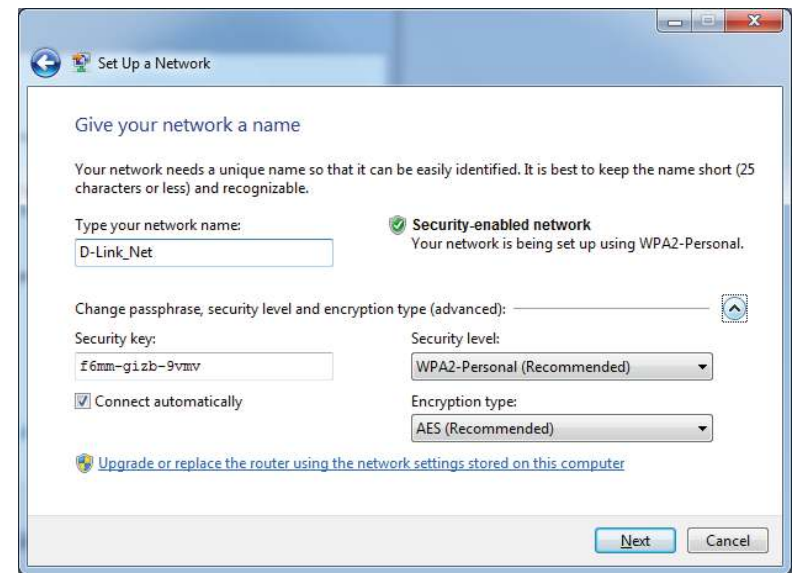 Set Up a Network
Give your network a name
Your network needs a unique name so that it can be easily identified. It is best to keep the name short (25
characters or less) and recognizable.
Type your network name:
D-Link_Net
Security-enabled network
Your network is being set up using WPA2-Personal.
Change passphrase, security level and encryption type (advanced):
Security key:
f6mm-gizb-9vmv
Security level:
WPA2-Personal (Recommended)
Connect automatically
Encryption type:
AES (Recommended)
Upgrade or replace the router using the network settings stored on this computer
Next
Cancel